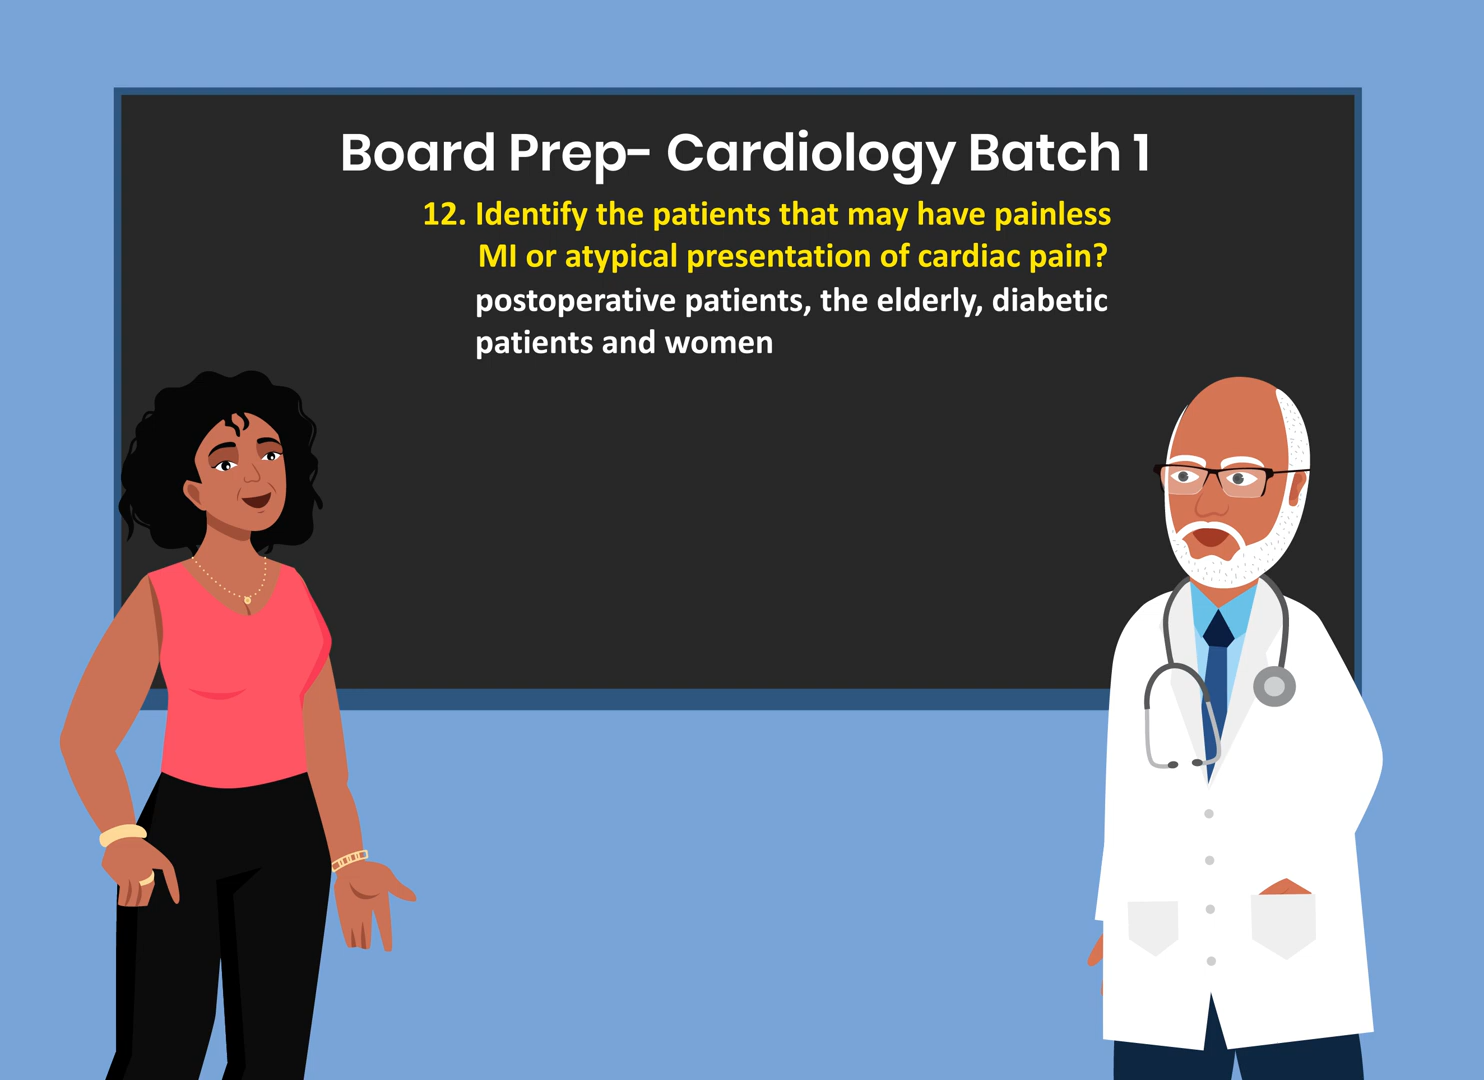 Board Prep- Cardiology Batch 1
12. Identify the patients that may have painless
MI or atypical presentation of cardiac pain?
postoperative patients, the elderly, diabetic
patients and women